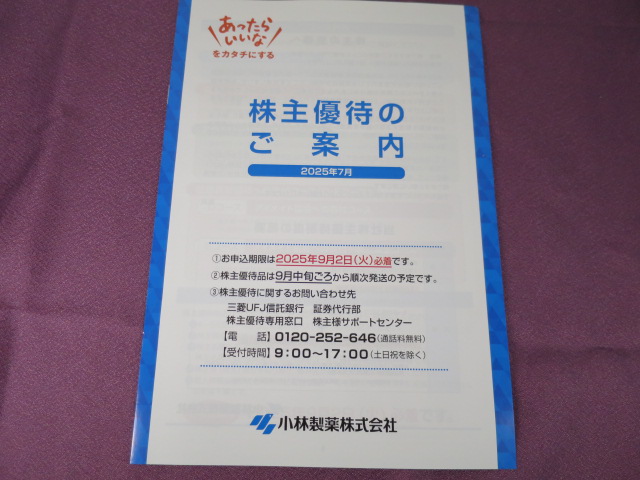 あったら
いいな
をカタチにする
株主優待の
ご案内
2025年7月
①お申込期限は2025年9月2日(火)必着です。
②株主優待品は9月中旬ごろから順次発送の予定です。
③株主優待に関するお問い合わせ先
三菱UFJ信託銀行 証券代行部
株主優待専用窓口 株主様サポートセンター
【電 話】0120-252-646(通話料無料)
【受付時間】9:00〜17:00(土日祝を除く)
小林製薬株式会社